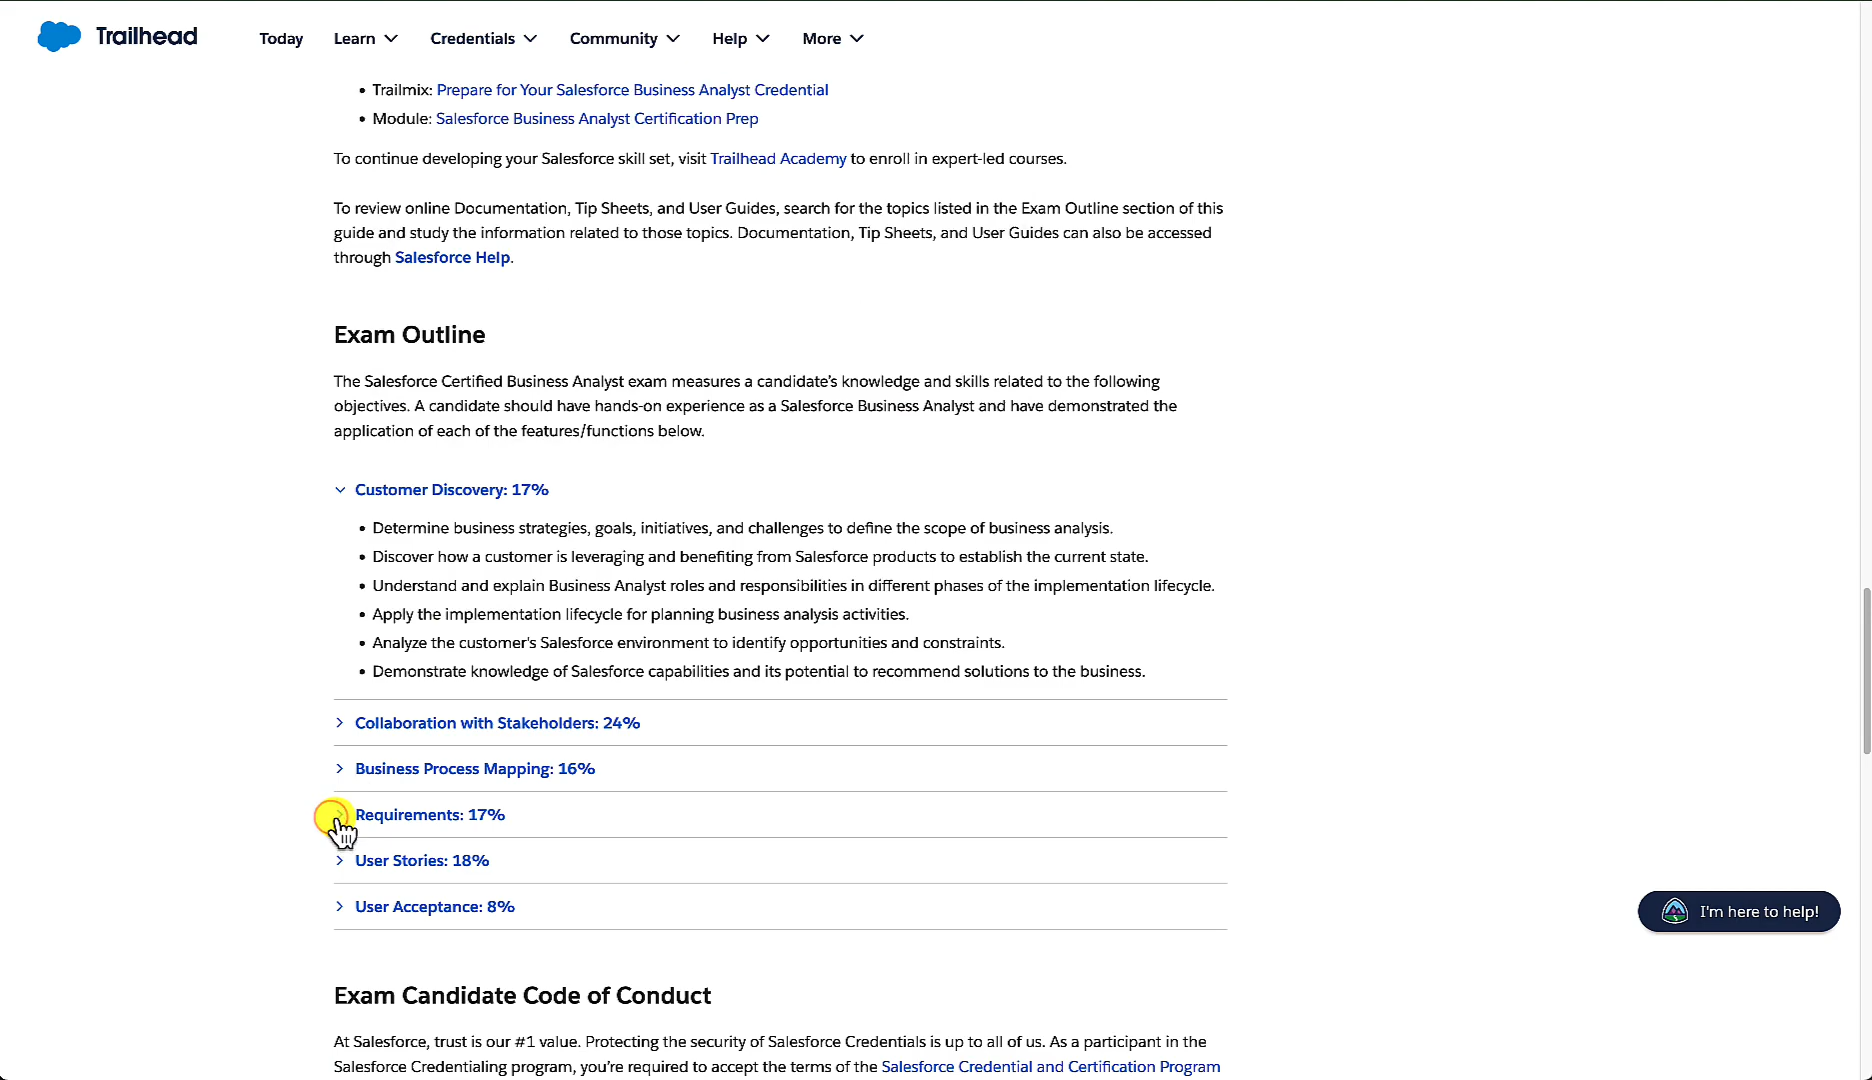 Trailhead
Today Learn Credentials Community Help More
• Trailmix: Prepare for Your Salesforce Business Analyst Credential
• Module: Salesforce Business Analyst Certification Prep
To continue developing your Salesforce skill set, visit Trailhead Academy to enroll in expert-led courses.
To review online Documentation, Tip Sheets, and User Guides, search for the topics listed in the Exam Outline section of this
guide and study the information related to those topics. Documentation, Tip Sheets, and User Guides can also be accessed
through Salesforce Help.
Exam Outline
The Salesforce Certified Business Analyst exam measures a candidate’s knowledge and skills related to the following
objectives. A candidate should have hands-on experience as a Salesforce Business Analyst and have demonstrated the
application of each of the features/functions below.
Customer Discovery: 17%
• Determine business strategies, goals, initiatives, and challenges to define the scope of business analysis.
• Discover how a customer is leveraging and benefiting from Salesforce products to establish the current state.
• Understand and explain Business Analyst roles and responsibilities in different phases of the implementation lifecycle.
• Apply the implementation lifecycle for planning business analysis activities.
• Analyze the customer's Salesforce environment to identify opportunities and constraints.
• Demonstrate knowledge of Salesforce capabilities and its potential to recommend solutions to the business.
Collaboration with Stakeholders: 24%
Business Process Mapping: 16%
Requirements: 17%
User Stories: 18%
User Acceptance: 8%
I'm here to help!
Exam Candidate Code of Conduct
At Salesforce, trust is our #1 value. Protecting the security of Salesforce Credentials is up to all of us. As a participant in the
Salesforce Credentialing program, you’re required to accept the terms of the Salesforce Credential and Certification Program